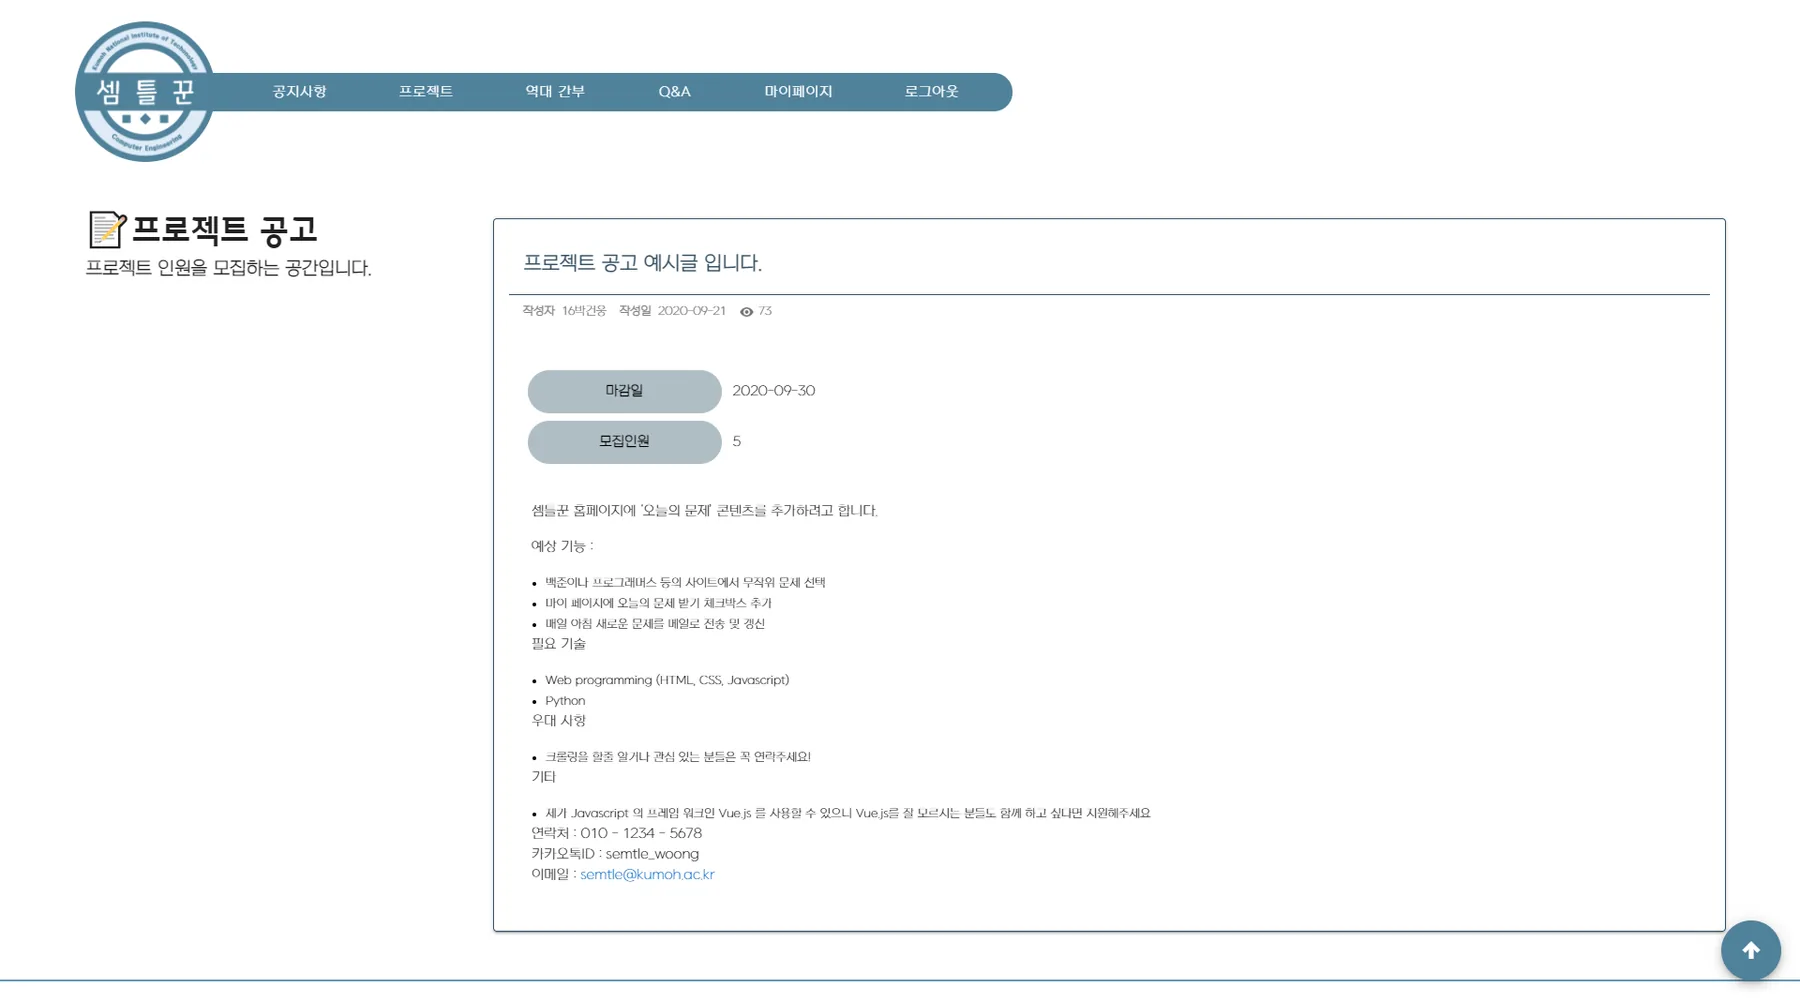 Kumoh National Institute of Technology
셈틀꾼
Computer Engineering
공지사항 프로젝트 역대 간부 Q&A 마이페이지 로그아웃
프로젝트 공고
프로젝트 인원을 모집하는 공간입니다.
프로젝트 공고 예시글 입니다.
작성자 16박건웅 작성일 2020-09-21 73
마감일 2020-09-30
모집인원 5
셈틀꾼 홈페이지에 '오늘의 문제' 콘텐츠를 추가하려고 합니다.
예상 기능 :
• 백준이나 프로그래머스 등의 사이트에서 무작위 문제 선택
• 마이 페이지에 오늘의 문제 받기 체크박스 추가
• 매일 아침 새로운 문제를 메일로 전송 및 갱신
필요 기술
• Web programming (HTML, CSS, Javascript)
• Python
우대 사항
• 크롤링을 할줄 알거나 관심 있는 분들은 꼭 연락주세요!
기타
• 제가 Javascript 의 프레임 워크인 Vue.js 를 사용할 수 있으니 Vue.js를 잘 모르시는 분들도 함께 하고 싶다면 지원해주세요
연락처 : 010 - 1234 - 5678
카카오톡ID : semtle_woong
이메일 : semtle@kumoh.ac.kr